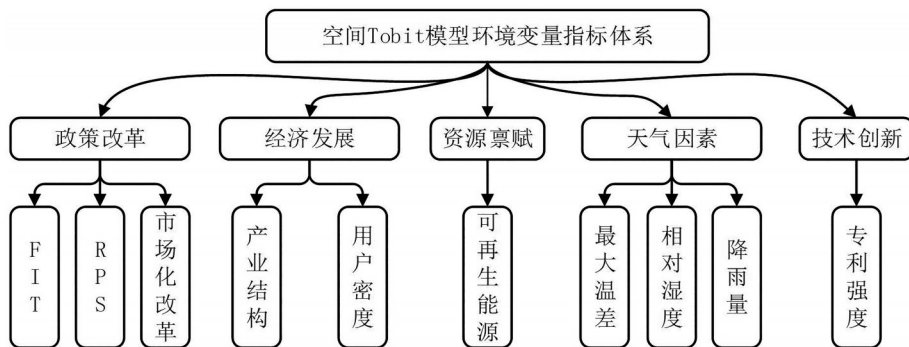 空间Tobit模型环境变量指标体系
政策改革
经济发展
资源禀赋
天气因素
技术创新
FIT
RPS
市场化改革
产业结构
用户密度
可再生能源
最大温差
相对湿度
降雨量
专利强度